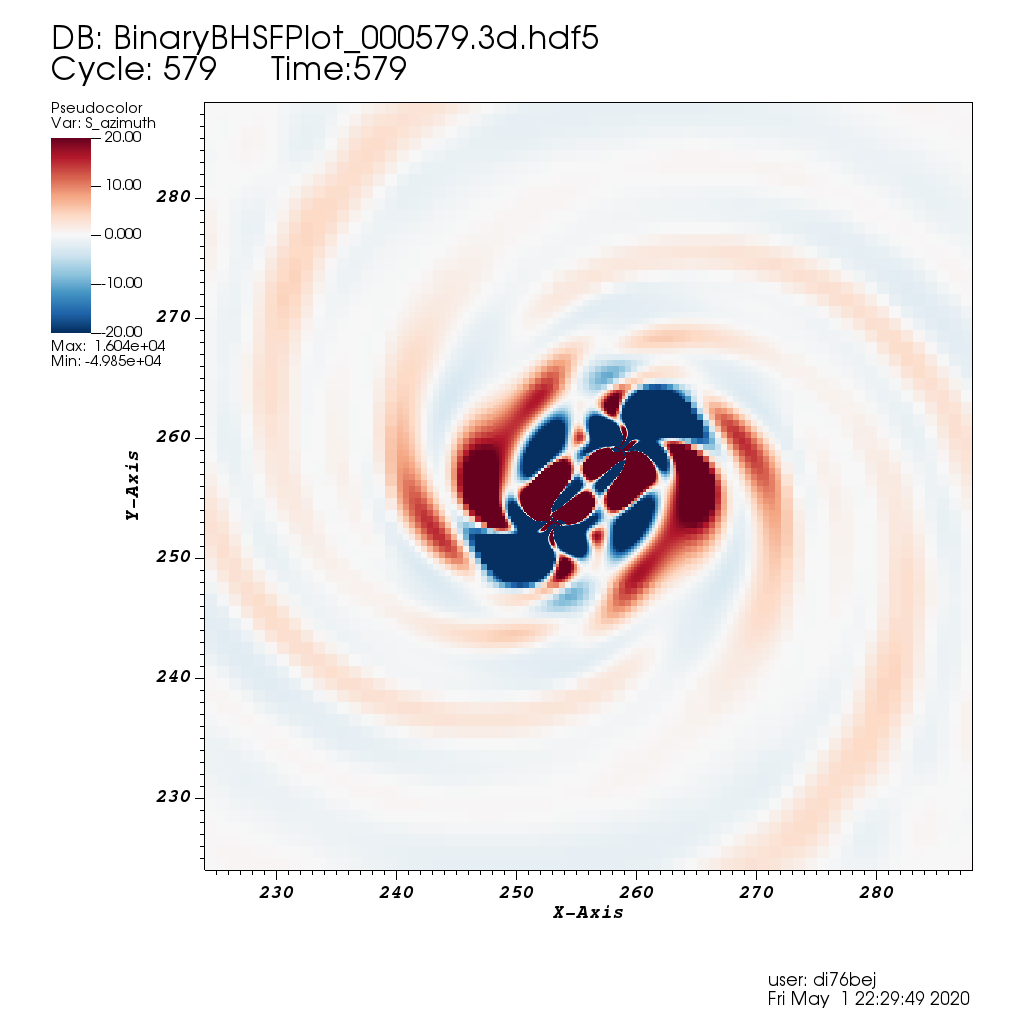 DB: BinaryBHSFPlot_000579.3d.hdf5
Cycle: 579 Time:579
Pseudocolor
Var: S_azimuth
20.00
10.00
0.000
-10.00
-20.00
Max: 1.604e+04
Min: -4.985e+04
280
270
260
250
240
230
Y-Axis
230 240 250 260 270 280
X-Axis
user: di76bej
Fri May 1 22:29:49 2020